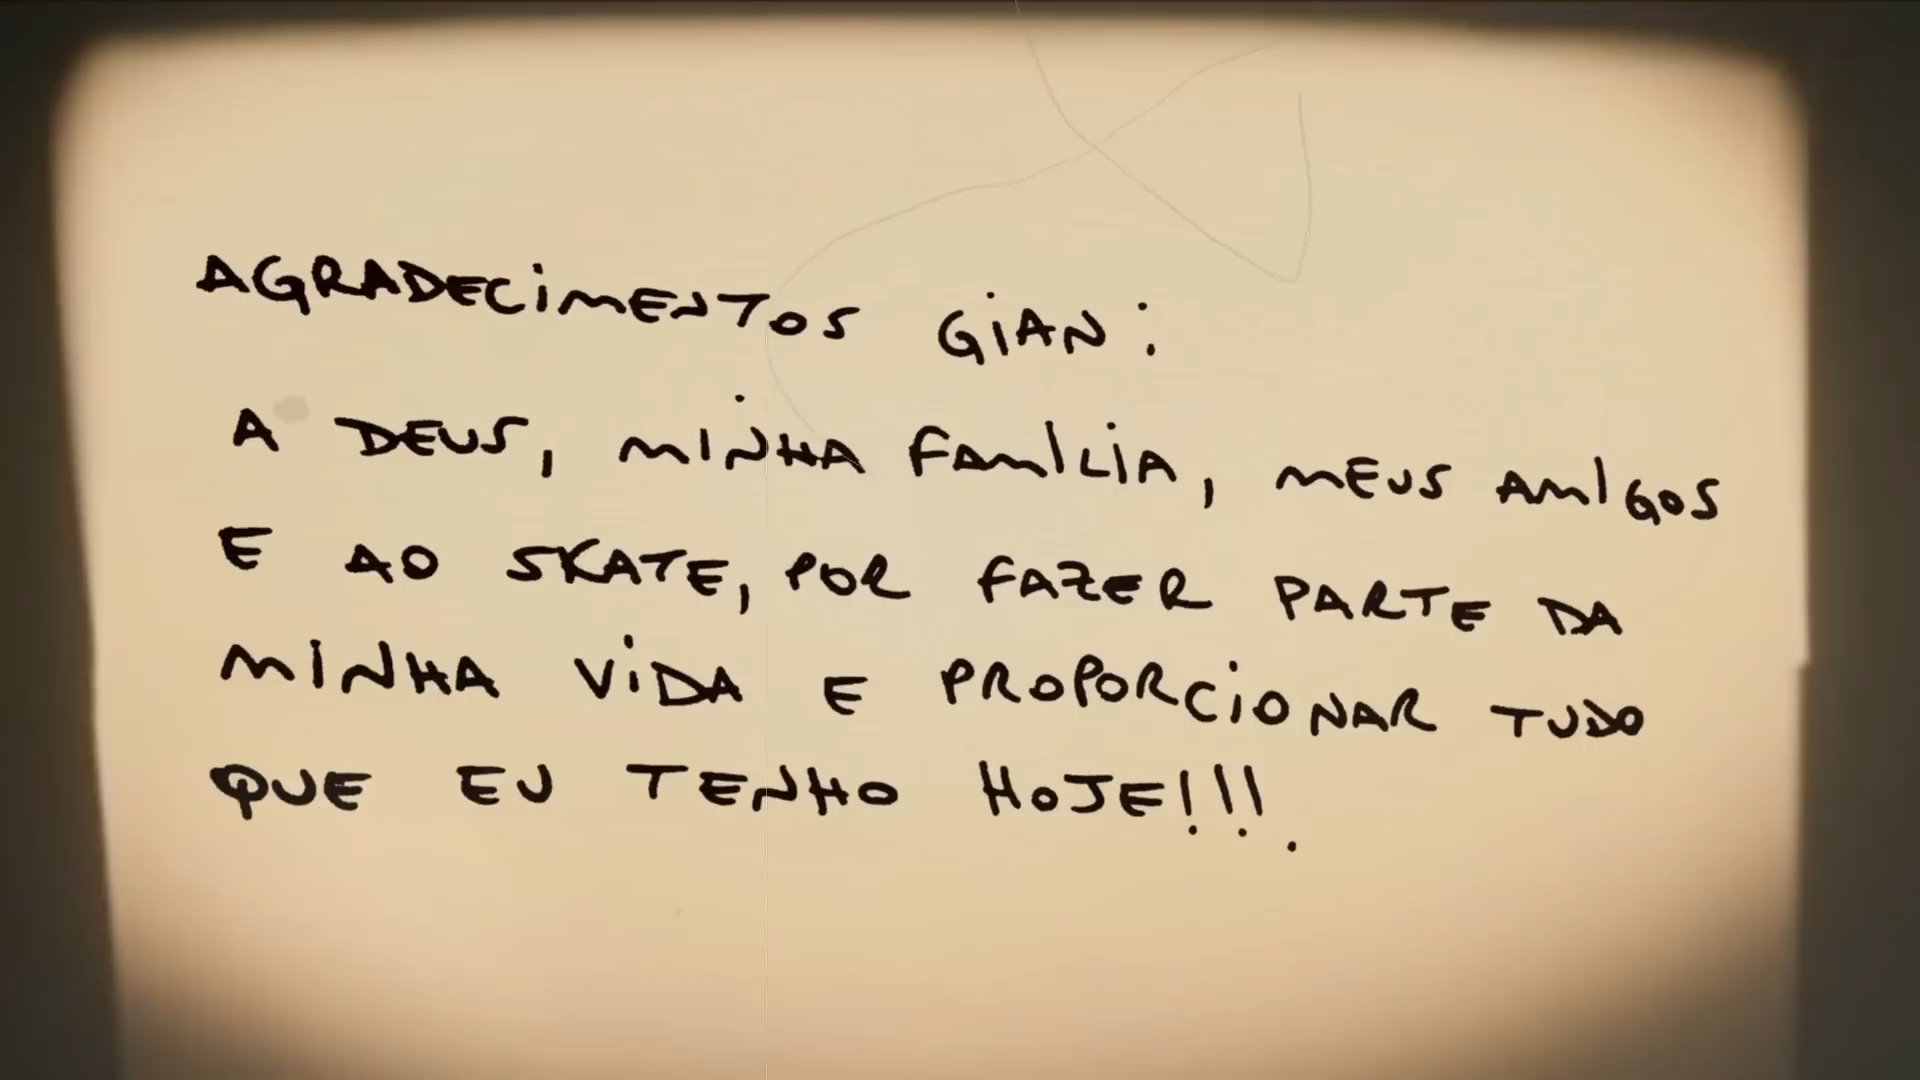 AGRADECIMENTOS GIAN:
A DEUS, MINHA FAMÍLIA, MEUS AMIGOS
E AO SKATE, POR FAZER PARTE DA
MINHA VIDA E PROPORCIONAR TUDO
QUE EU TENHO HOJE!!!